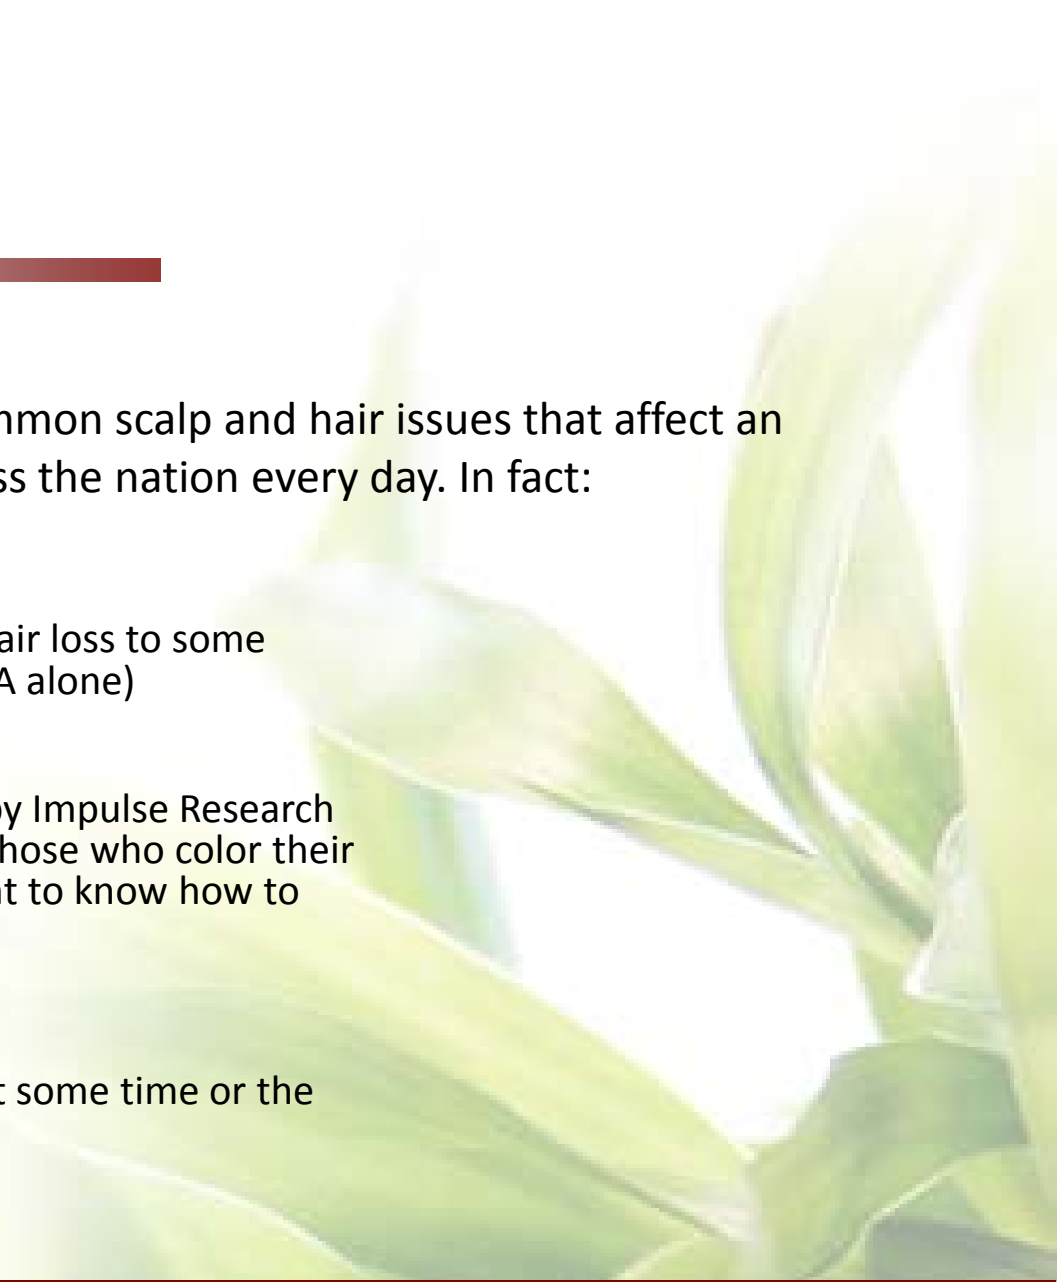 mmon scalp and hair issues that affect an
ss the nation every day. In fact:
air loss to some
A alone)
by Impulse Research
hose who color their
t to know how to
t some time or the